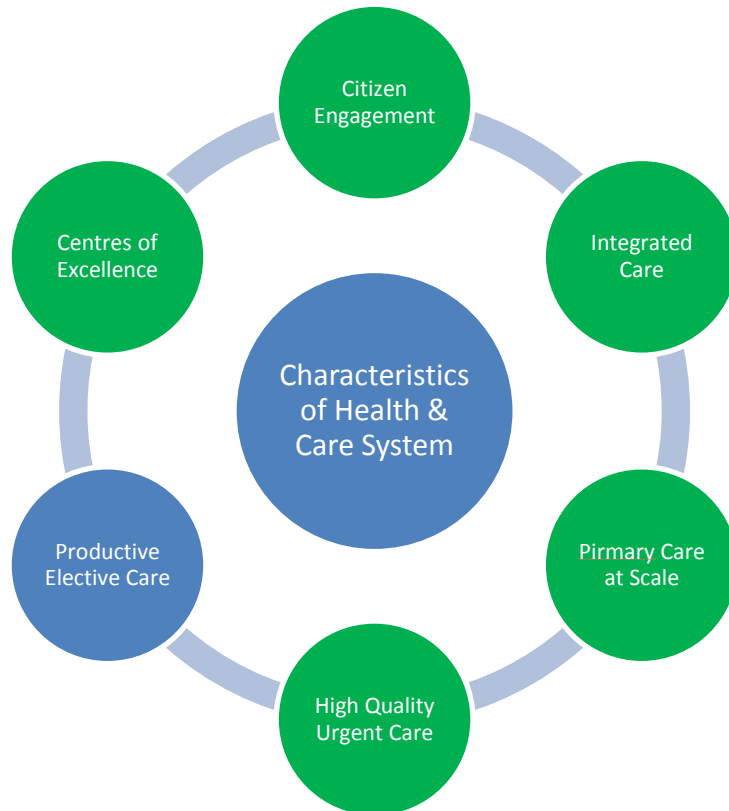 Citizen
Engagement
Centres of
Excellence
Integrated
Care
Characteristics
of Health &
Care System
Productive
Elective Care
Pirmary Care
at Scale
High Quality
Urgent Care